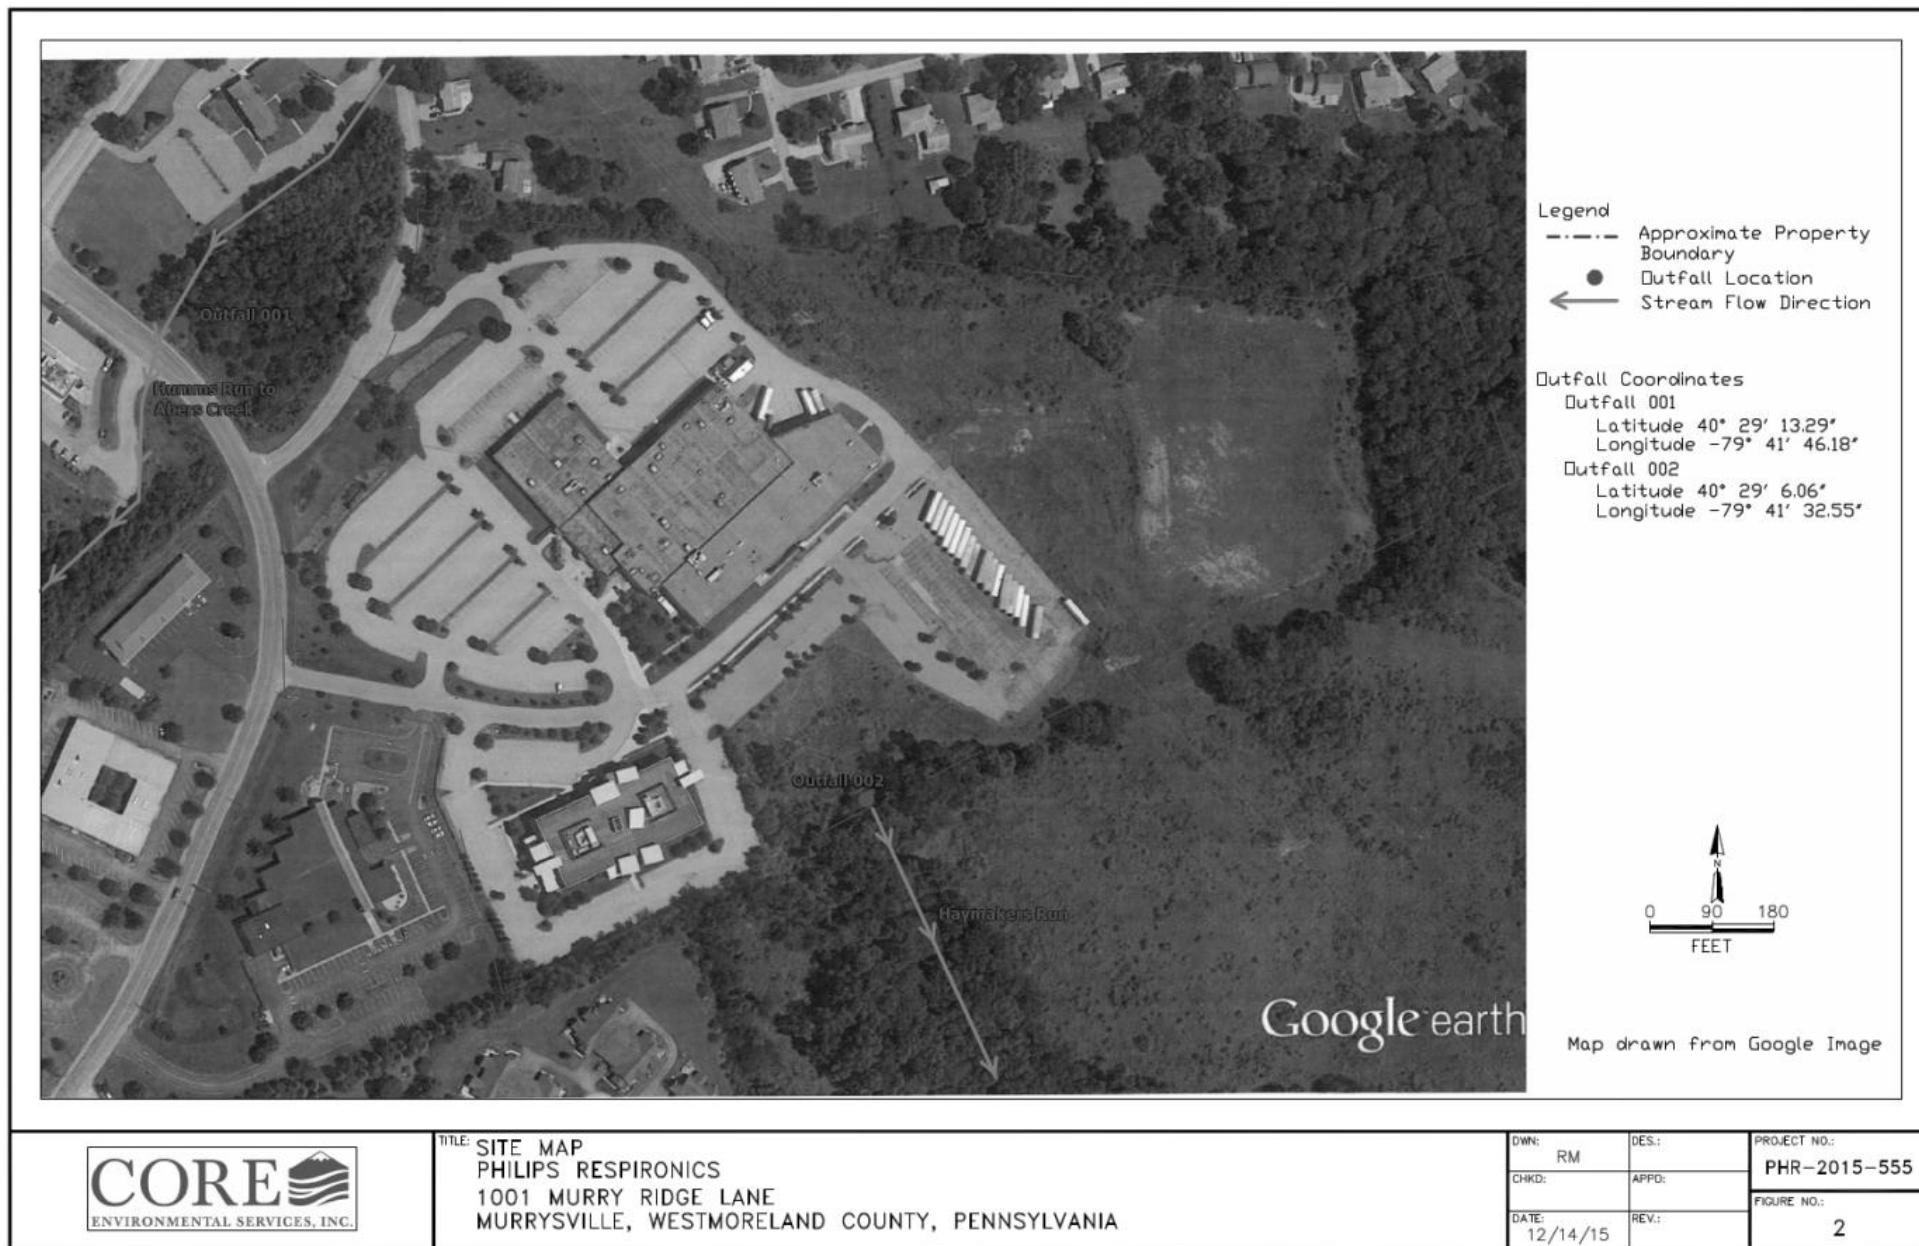 Outfall 001
Humms Run to
Abers Creek
Outfall 002
Haymakers Run
Google earth
Legend
Approximate Property
Boundary
Outfall Location
Stream Flow Direction
Outfall Coordinates
Outfall 001
Latitude 40° 29' 13.29"
Longitude -79° 41' 46.18"
Outfall 002
Latitude 40° 29' 6.06"
Longitude -79° 41' 32.55"
N
0 90 180
FEET
Map drawn from Google Image
CORE
ENVIRONMENTAL SERVICES, INC.
TITLE: SITE MAP
PHILIPS RESPIRONICS
1001 MURRY RIDGE LANE
MURRYSVILLE, WESTMORELAND COUNTY, PENNSYLVANIA
DWN: RM
DES.:
CHKD:
APPD:
DATE: 12/14/15
REV.:
PROJECT NO.:
PHR-2015-555
FIGURE NO.:
2